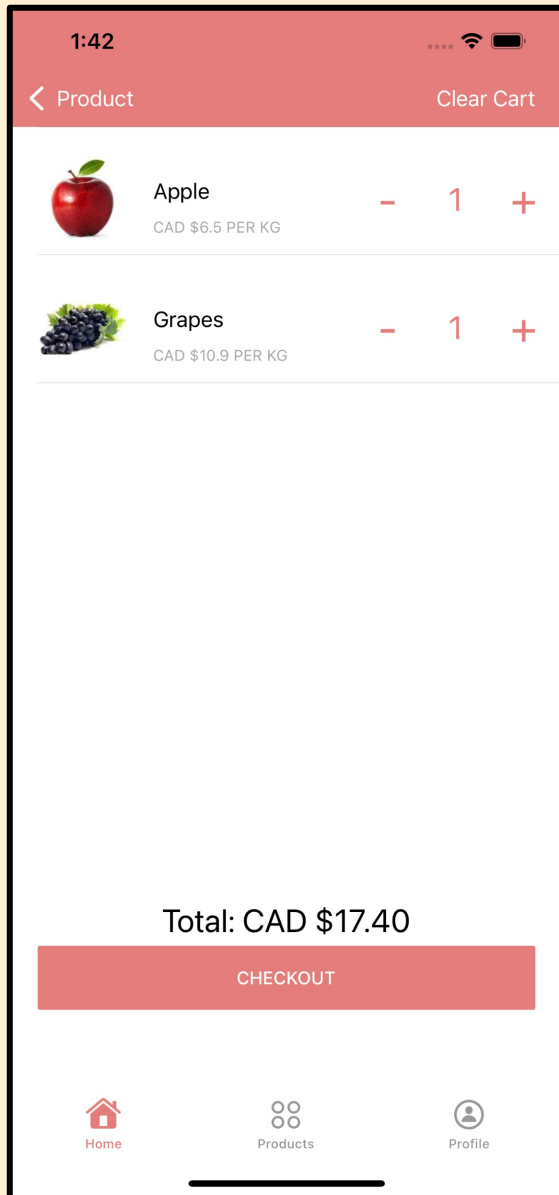 1:42
Product Clear Cart
Apple
CAD $6.5 PER KG
- 1 +
Grapes
CAD $10.9 PER KG
- 1 +
Total: CAD $17.40
CHECKOUT
Home Products Profile